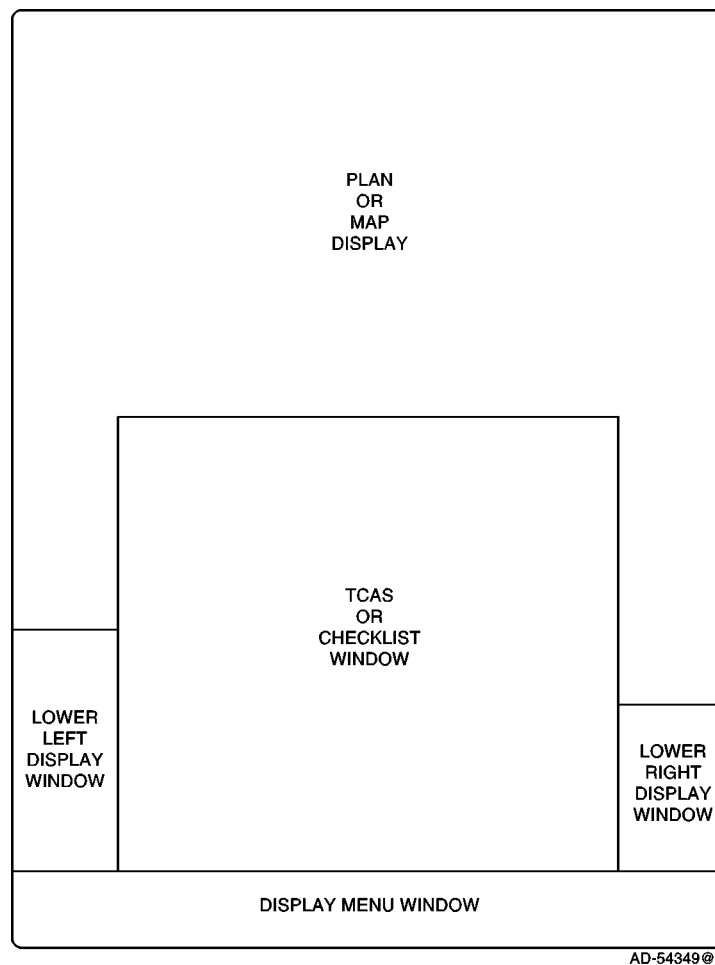 PLAN
OR
MAP
DISPLAY
TCAS
OR
CHECKLIST
WINDOW
LOWER
LEFT
DISPLAY
WINDOW
LOWER
RIGHT
DISPLAY
WINDOW
DISPLAY MENU WINDOW
AD-54349@